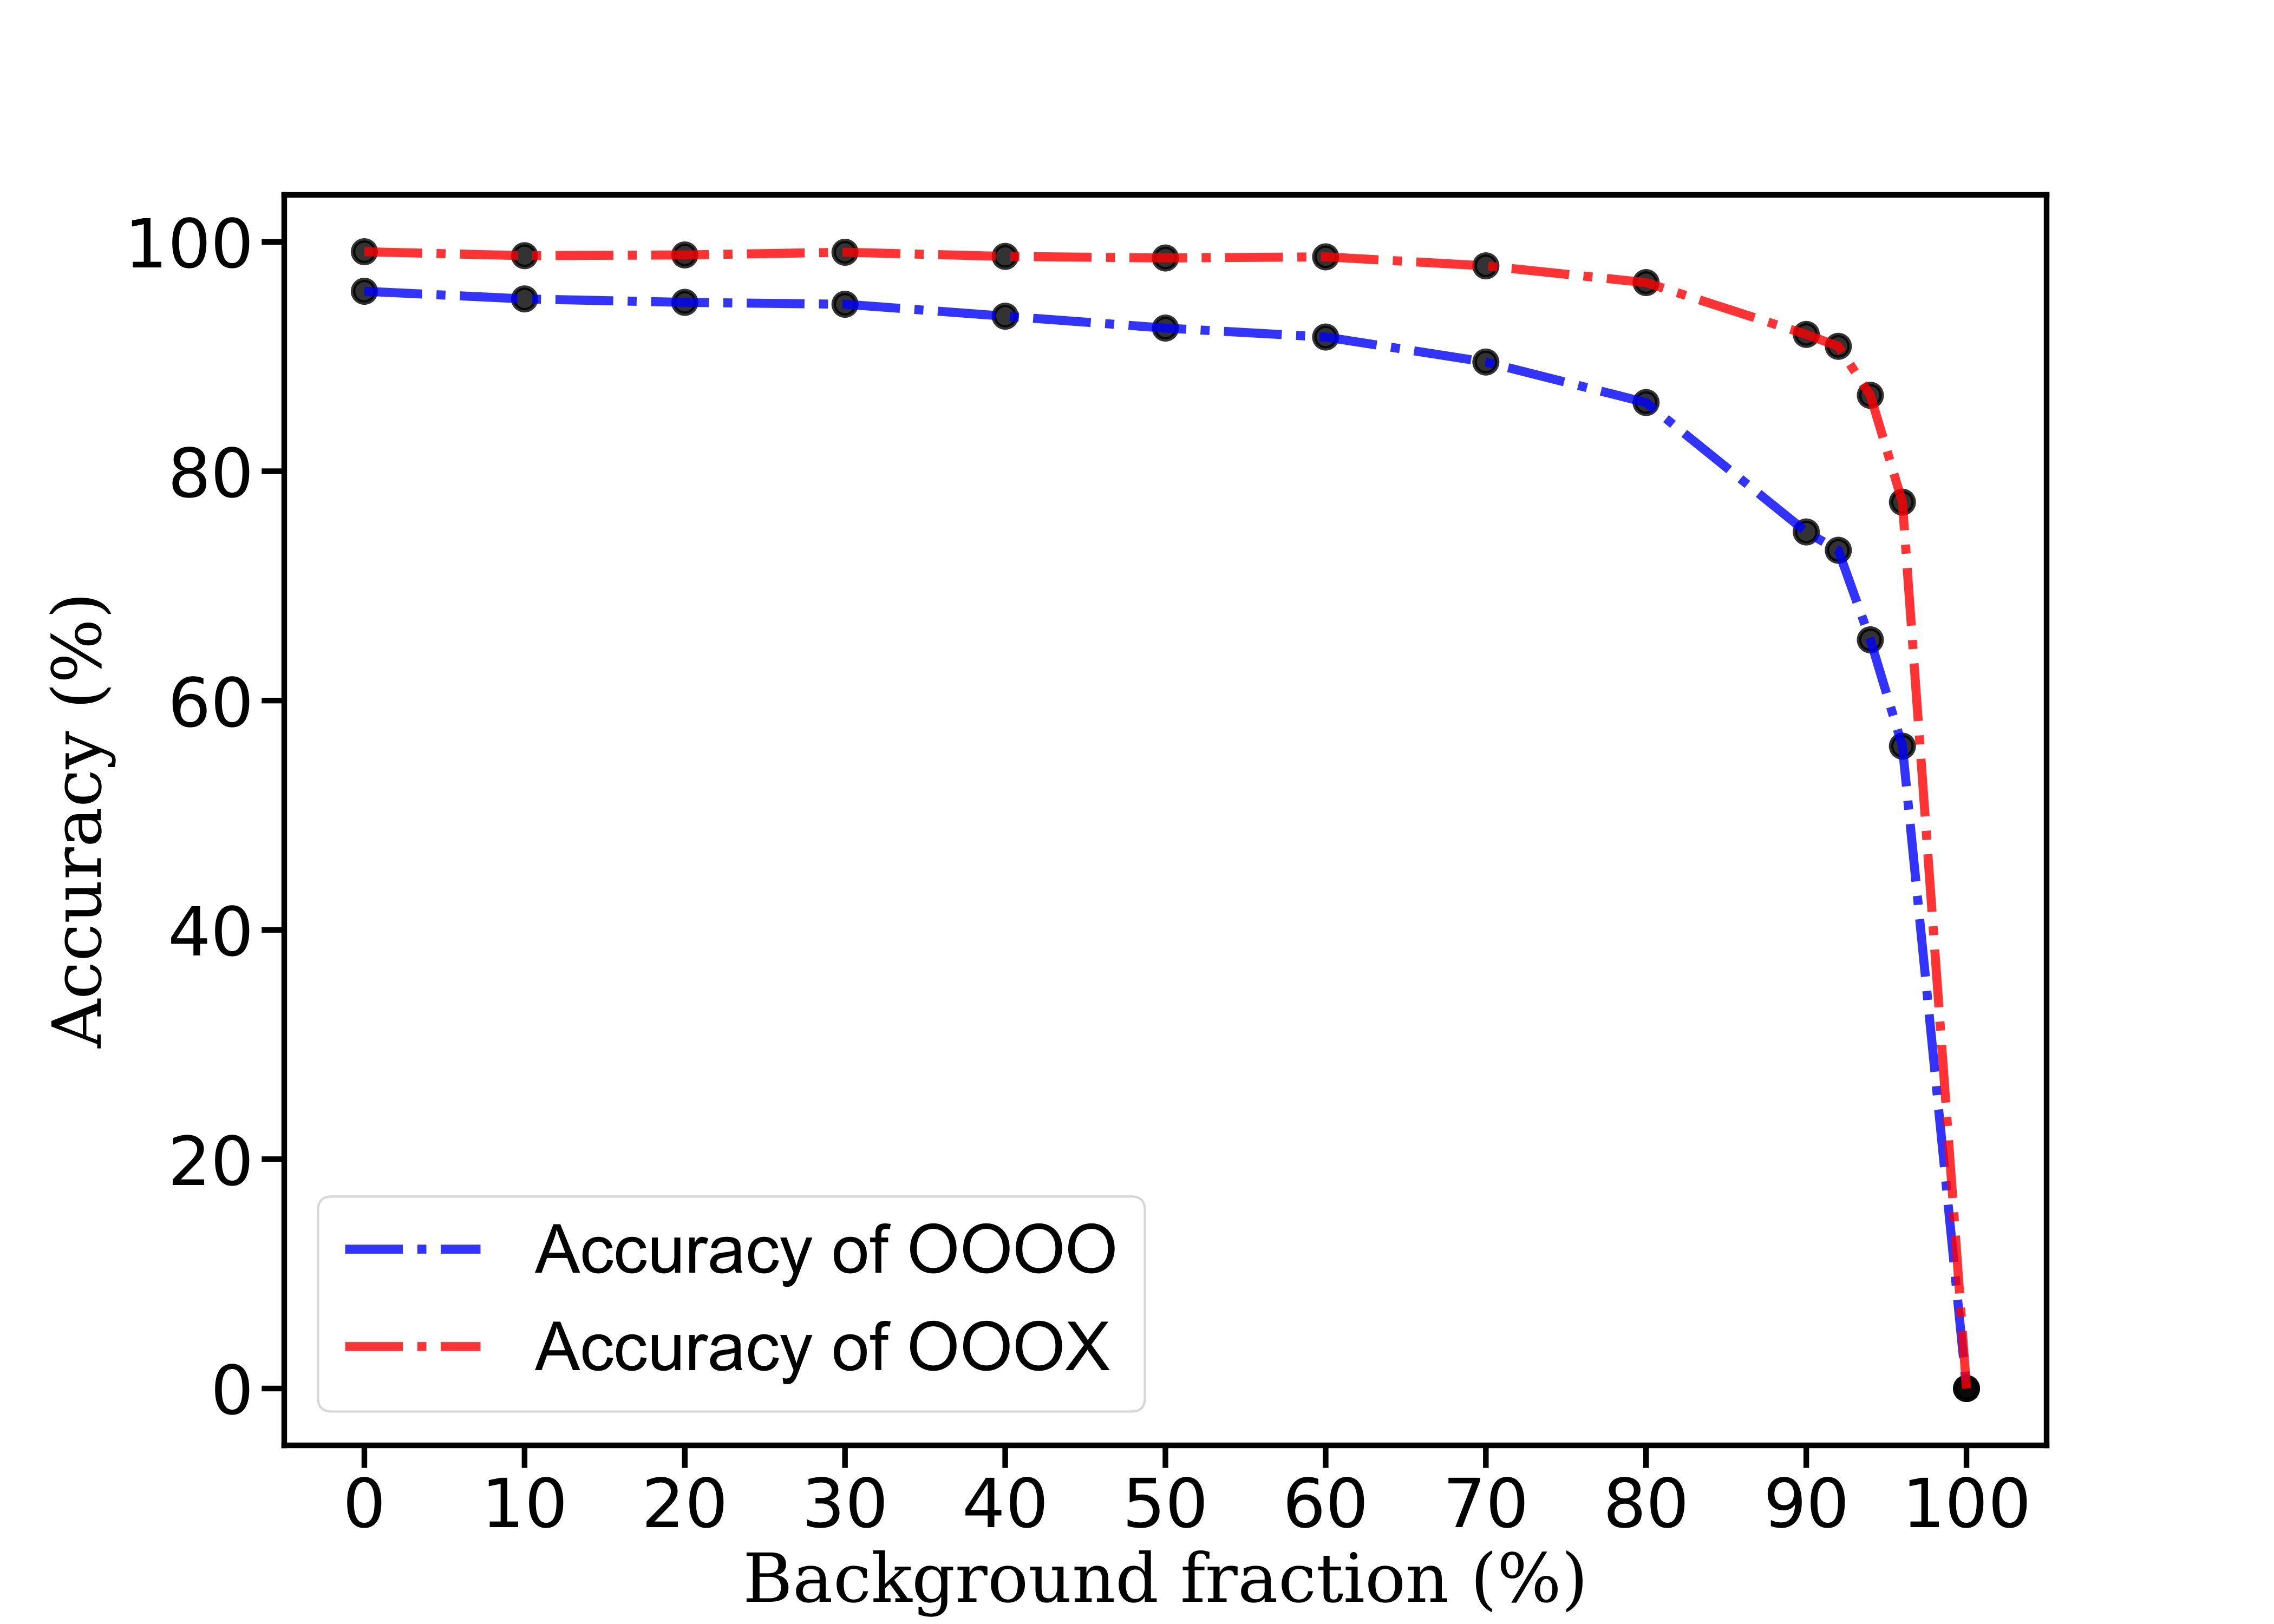 100
80
60
40
20
0
Accuracy (%)
Accuracy of OOOO
Accuracy of OOOX
0 10 20 30 40 50 60 70 80 90 100
Background fraction (%)